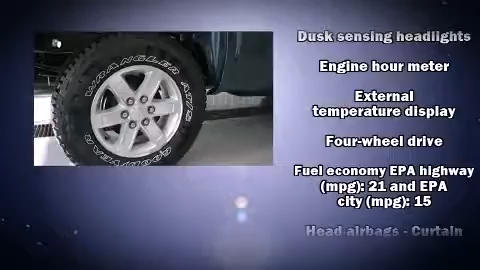 WRANGLER AT/S
GOODYEAR
Dusk sensing headlights
Engine hour meter
External
temperature display
Four-wheel drive
Fuel economy EPA highway
(mpg): 21 and EPA
city (mpg): 15
Head airbags - Curtain